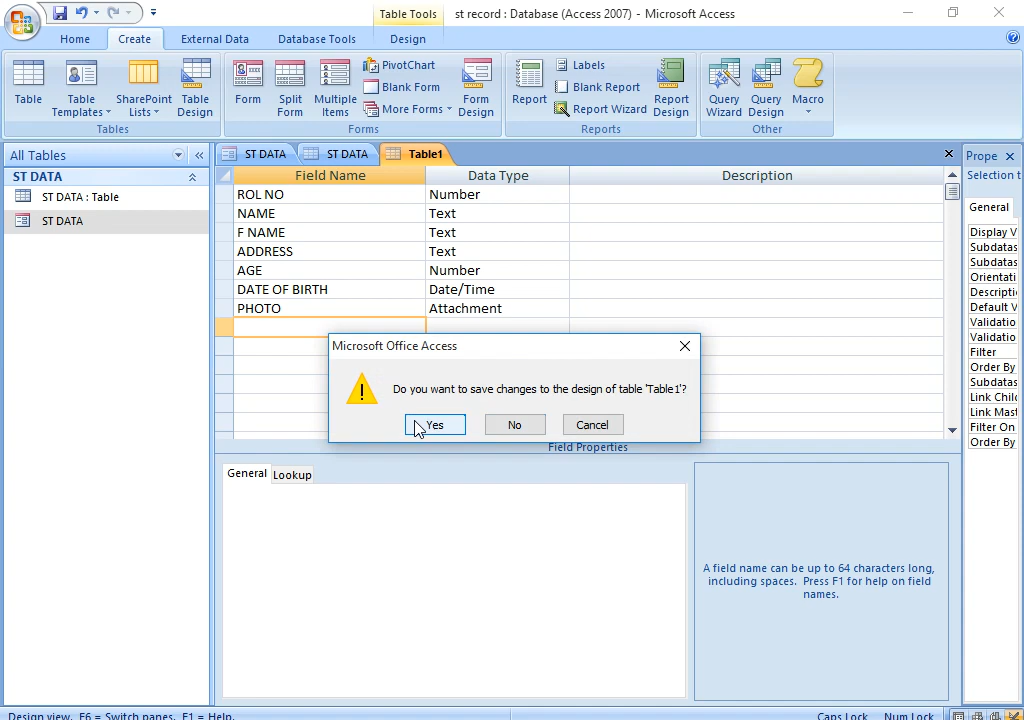 Table Tools
st record : Database (Access 2007) - Microsoft Access
Home
Create
External Data
Database Tools
Design
Table
Table Templates
SharePoint Lists
Table Design
Tables
Form
Split Form
Multiple Items
PivotChart
Blank Form
More Forms
Form Design
Forms
Report
Labels
Blank Report
Report Wizard
Report Design
Reports
Query Wizard
Query Design
Macro
Other
All Tables
ST DATA
ST DATA : Table
ST DATA
ST DATA
ST DATA
Table1
Field Name
Data Type
Description
ROL NO
Number
NAME
Text
F NAME
Text
ADDRESS
Text
AGE
Number
DATE OF BIRTH
Date/Time
PHOTO
Attachment
Microsoft Office Access
Do you want to save changes to the design of table 'Table1'?
Yes
No
Cancel
Field Properties
General
Lookup
A field name can be up to 64 characters long,
including spaces. Press F1 for help on field
names.
Prope
Selection t
General
Display V
Subdatas
Subdatas
Orientati
Descripti
Default V
Validatio
Validatio
Filter
Order By
Subdatas
Link Chil
Link Mast
Filter On
Order By
Design view. F6 = Switch panes. F1 = Help.
Caps Lock
Num Lock